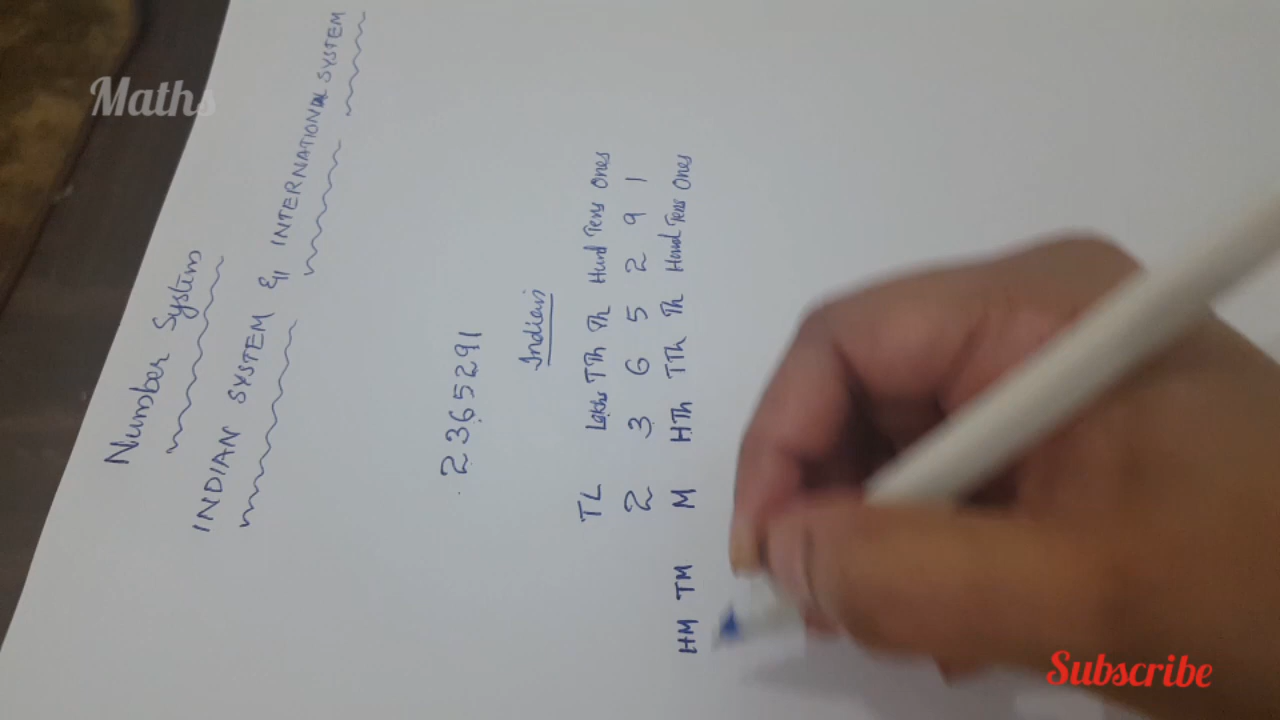 Maths
Number System
INDIAN SYSTEM & INTERNATIONAL SYSTEM
2365291
Indian
TL Lakhs TTh Th Hund Tens Ones
2 3 6 5 2 9 1
HM TM M HTh TTh Th Hund Tens Ones
Subscribe